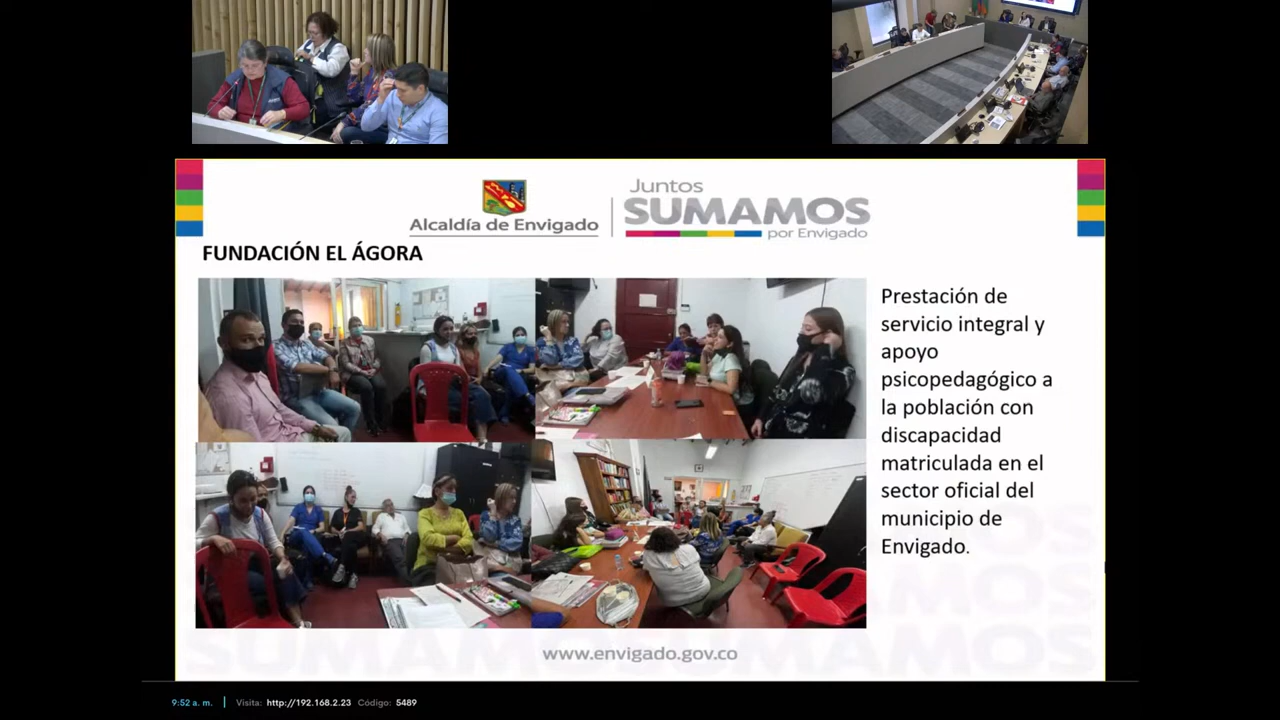 Alcaldía de Envigado
Juntos
SUMAMOS
por Envigado
FUNDACIÓN EL ÁGORA
Prestación de
servicio integral y
apoyo
psicopedagógico a
la población con
discapacidad
matriculada en el
sector oficial del
municipio de
Envigado.
SUMAMOS
www.envigado.gov.co
9:52 a. m. | Visita: http://192.168.2.23 Código: 5489